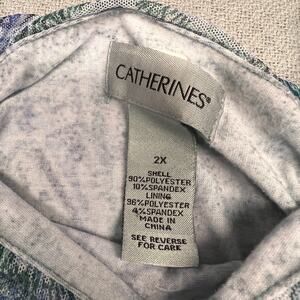 CATHERINES®
2X
SHELL
90%POLYESTER
10%SPANDEX
LINING
96%POLYESTER
4%SPANDEX
MADE IN
CHINA
SEE REVERSE
FOR CARE